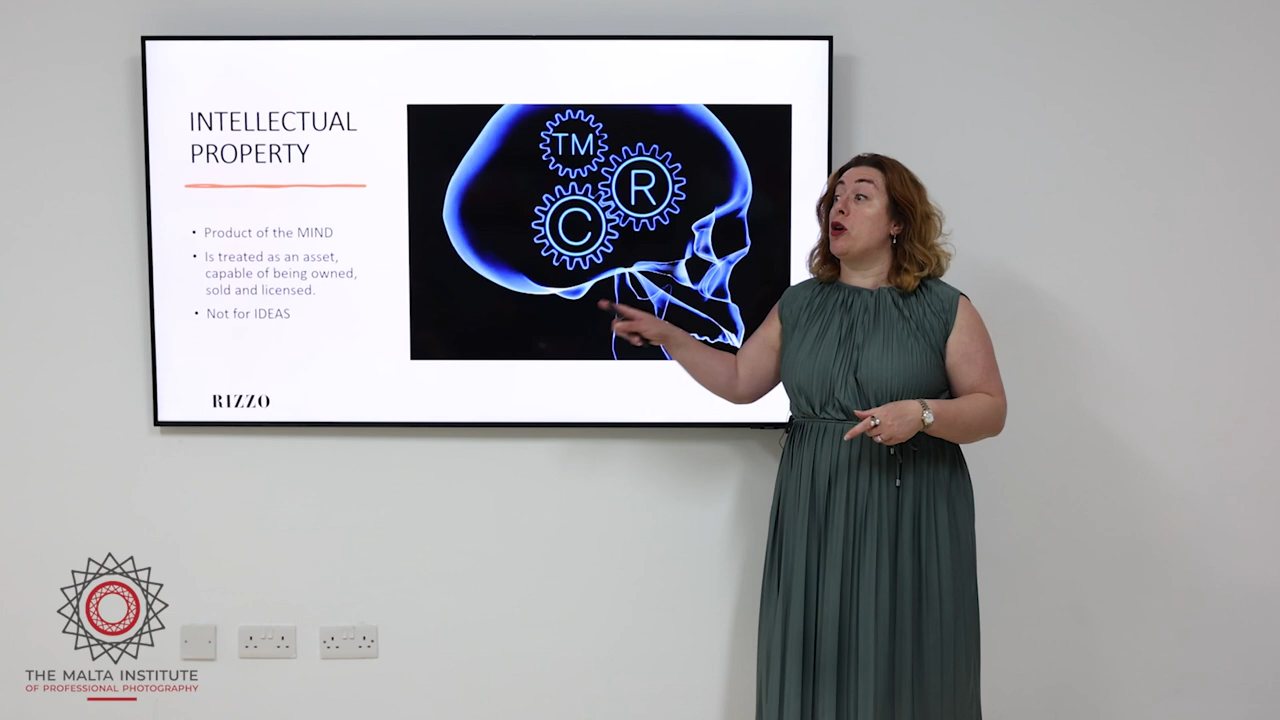 INTELLECTUAL
PROPERTY
• Product of the MIND
• Is treated as an asset,
capable of being owned,
sold and licensed.
• Not for IDEAS
RIZZO
TM
R
C
THE MALTA INSTITUTE
OF PROFESSIONAL PHOTOGRAPHY